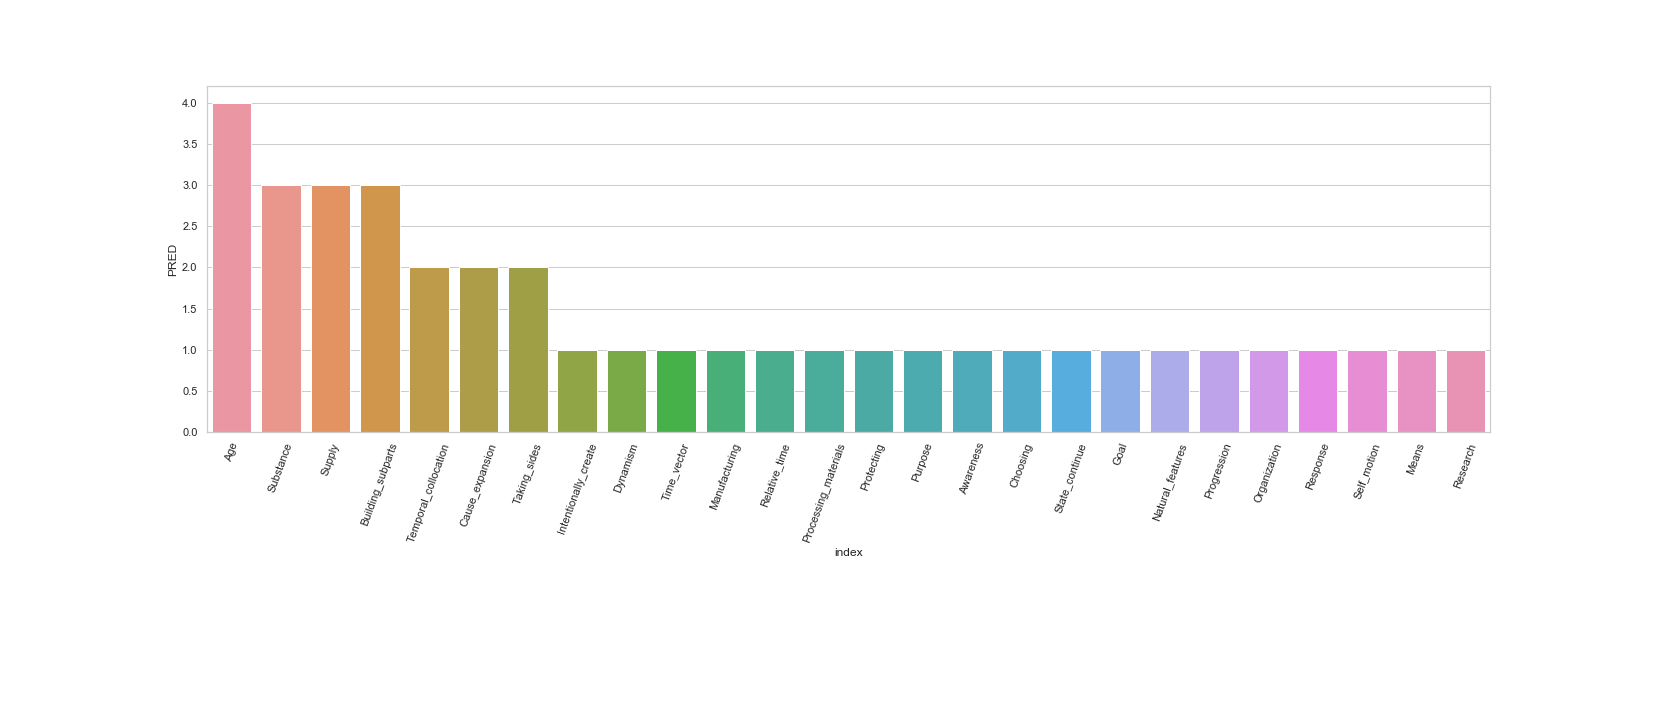 4.0
3.5
3.0
2.5
2.0
1.5
1.0
0.5
0.0
PRED
Age
Substance
Supply
Building_subparts
Temporal_collocation
Cause_expansion
Taking_sides
Intentionally_create
Dynamism
Time_vector
Manufacturing
Relative_time
Processing_materials
Protecting
Purpose
Awareness
Choosing
State_continue
Goal
Natural_features
Progression
Organization
Response
Self_motion
Means
Research
index